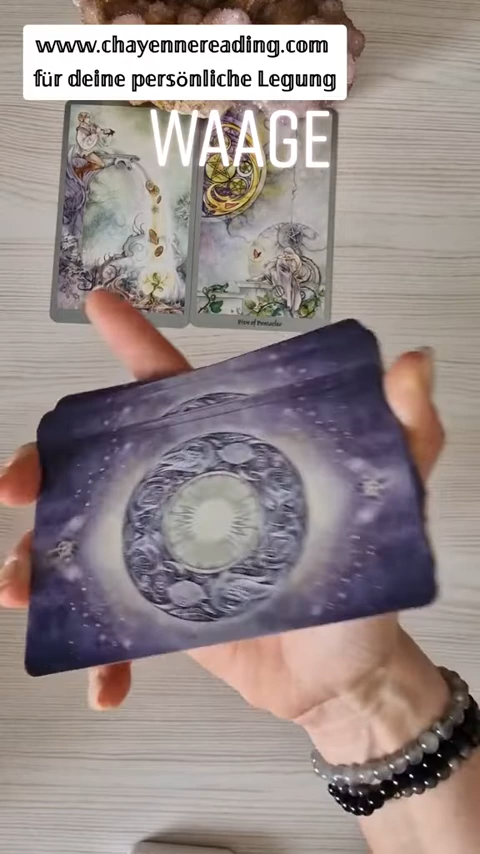 www.chayennereading.com
für deine persönliche Legung
WAAGE
Five of Pentacles